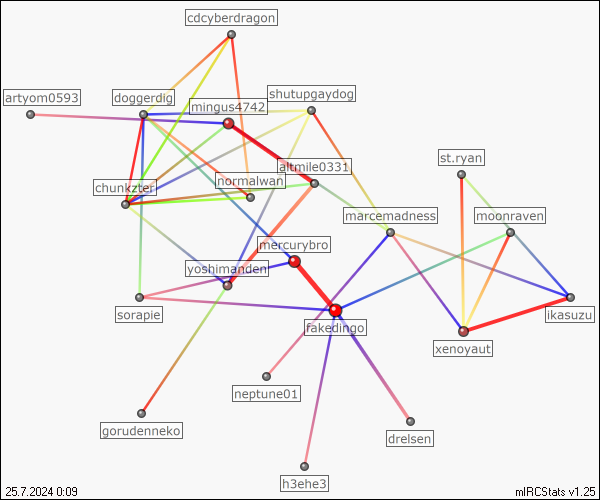 cdcyberdragon
artyom0593
doggerdig
mingus4742
shutupgaydog
st.ryan
altmile0331
chunkzter
ncrmalwan
marcemadness
moonraven
mercurybro
yoshimanden
sorapie
fakedingo
ikasuzu
xenoyaut
neptune01
gorudenneko
drelsen
h3ehe3
25.7.2024 0:09
mIRCStats v1.25